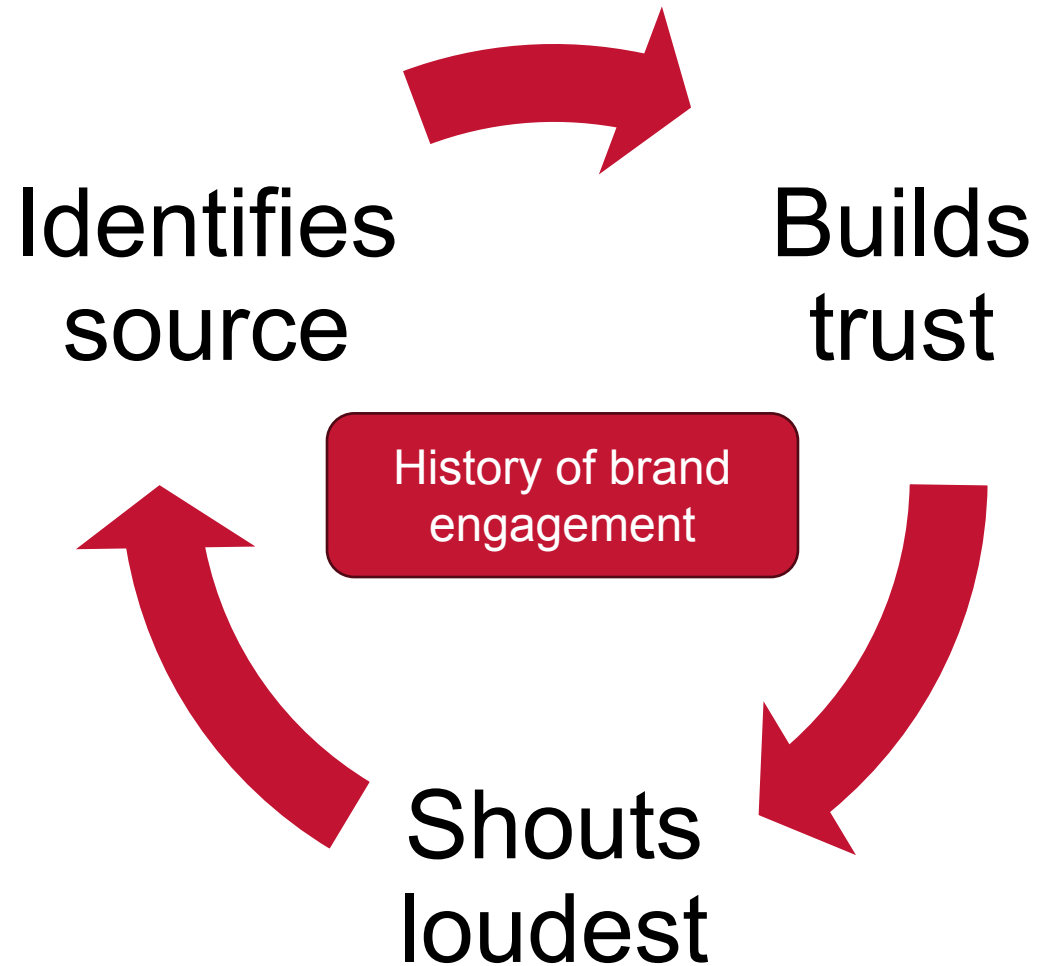 Identifies
source
Builds
trust
History of brand
engagement
Shouts
loudest